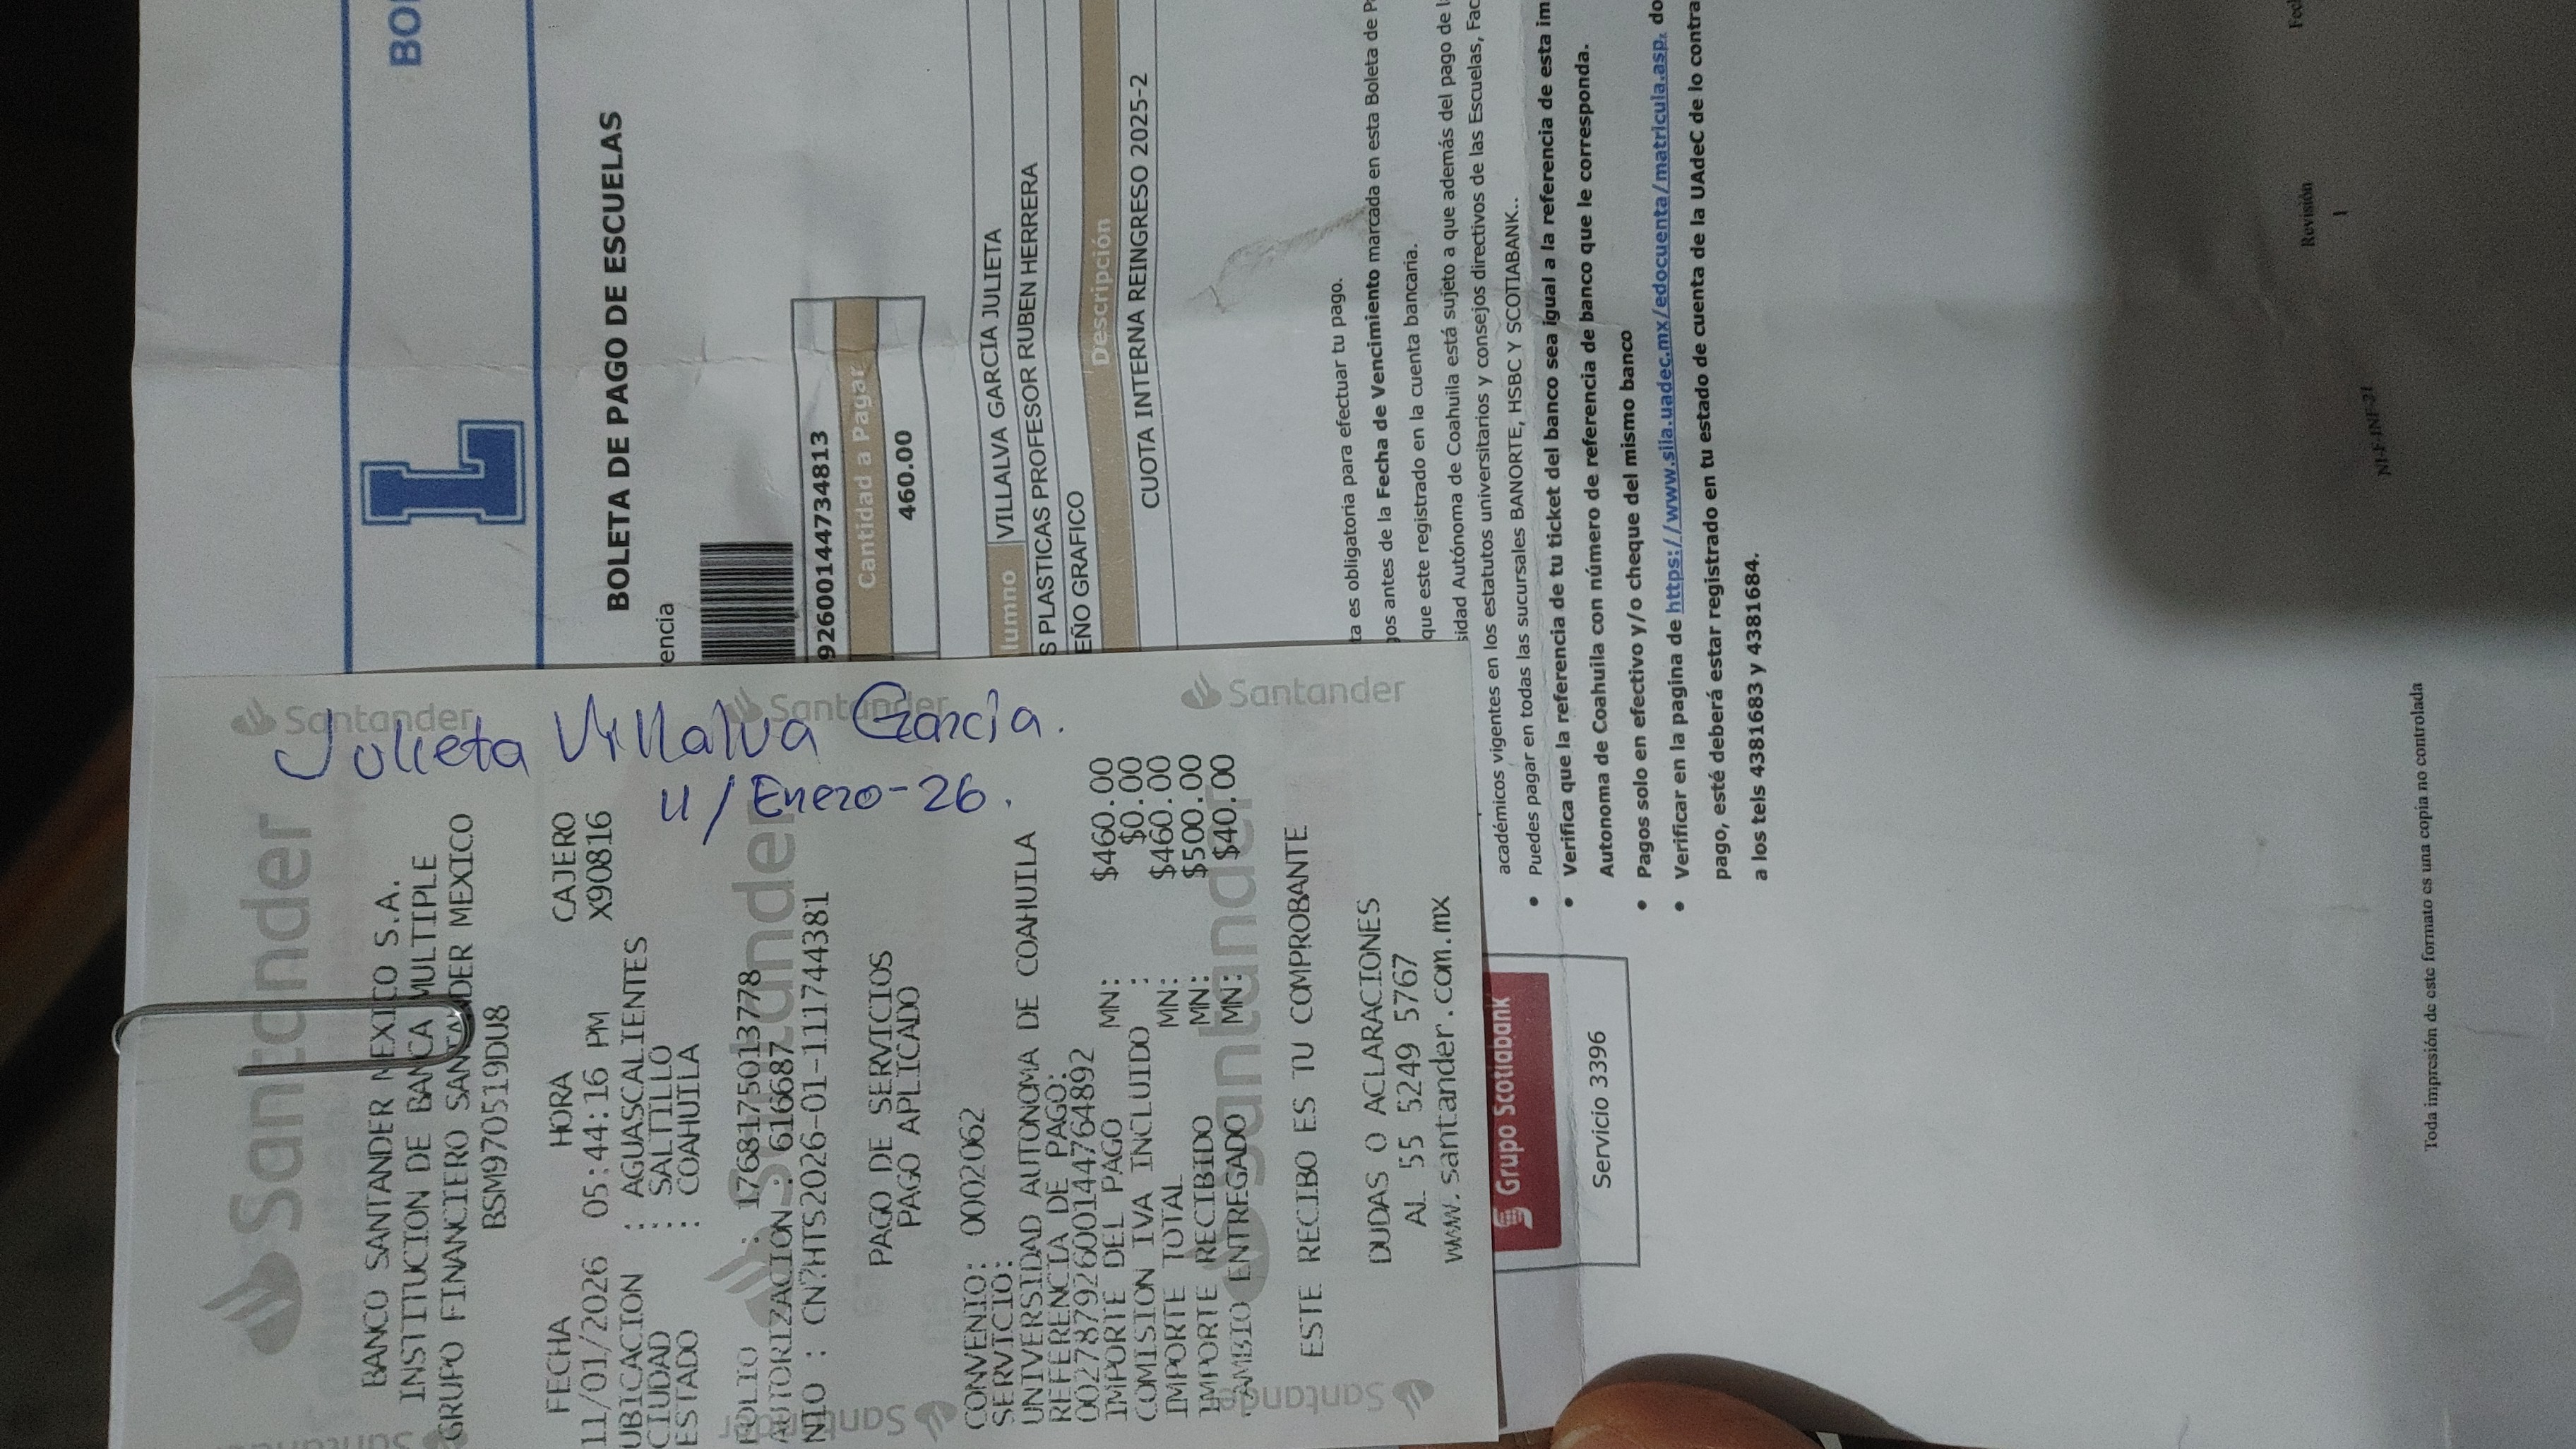 Santander
Santander
Santander
Santander
Julieta Villalva García.
11/Enero-26.
BANCO SANTANDER MEXICO S.A.
INSTITUCION DE BANCA MULTIPLE
GRUPO FINANCIERO SANTANDER MEXICO
BSM970519DU8
FECHA HORA CAJERO
11/01/2026 05:44:16 PM X90816
UBICACION : AGUASCALIENTES
CIUDAD : SALTILLO
ESTADO : COAHUILA
FOLIO : 1768175013778
AUTORIZACION : 616687
NIO : CN?HTS2026-01-111744381
Santander
PAGO DE SERVICIOS
PAGO APLICADO
CONVENIO: 0002062
SERVICIO:
UNIVERSIDAD AUTONOMA DE COAHUILA
REFERENCIA DE PAGO:
00278792600144764892
IMPORTE DEL PAGO MN: $460.00
COMISION IVA INCLUIDO : $0.00
IMPORTE TOTAL MN: $460.00
IMPORTE RECIBIDO MN: $500.00
CAMBIO ENTREGADO MN: $40.00
Santander
ESTE RECIBO ES TU COMPROBANTE
DUDAS O ACLARACIONES
AL 55 5249 5767
www.santander.com.mx
Santander
Santander
L BO
BOLETA DE PAGO DE ESCUELAS
encia
92600144734813
Cantidad a Pagar
460.00
lumno VILLALVA GARCIA JULIETA
S PLASTICAS PROFESOR RUBEN HERRERA
EÑO GRAFICO
Descripción
CUOTA INTERNA REINGRESO 2025-2
ta es obligatoria para efectuar tu pago.
os antes de la Fecha de Vencimiento marcada en esta Boleta de P
que este registrado en la cuenta bancaria.
sidad Autónoma de Coahuila está sujeto a que además del pago de l
académicos vigentes en los estatutos universitarios y consejos directivos de las Escuelas, Fac
• Puedes pagar en todas las sucursales BANORTE, HSBC Y SCOTIABANK..
• Verifica que la referencia de tu ticket del banco sea igual a la referencia de esta im
Autonoma de Coahuila con número de referencia de banco que le corresponda.
• Pagos solo en efectivo y/o cheque del mismo banco
• Verificar en la pagina de https://www.siia.uadec.mx/edocuenta/matricula.asp. do
pago, esté deberá estar registrado en tu estado de cuenta de la UAdeC de lo contra
a los tels 4381683 y 4381684.
Grupo Scotiabank
Servicio 3396
Revisión
1
Toda impresión de este formato es una copia no controlada